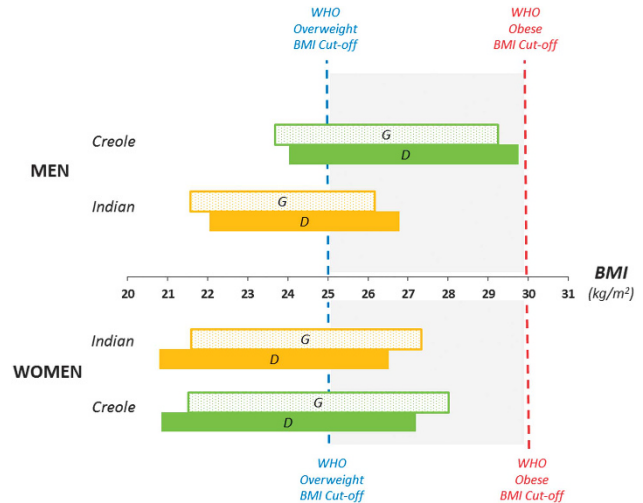 WHO
Overweight
BMI Cut-off
WHO
Obese
BMI Cut-off
Creole
G
D
MEN
Indian
G
D
BMI
(kg/m²)
20 21 22 23 24 25 26 27 28 29 30 31
Indian
G
D
WOMEN
Creole
G
D
WHO
Overweight
BMI Cut-off
WHO
Obese
BMI Cut-off